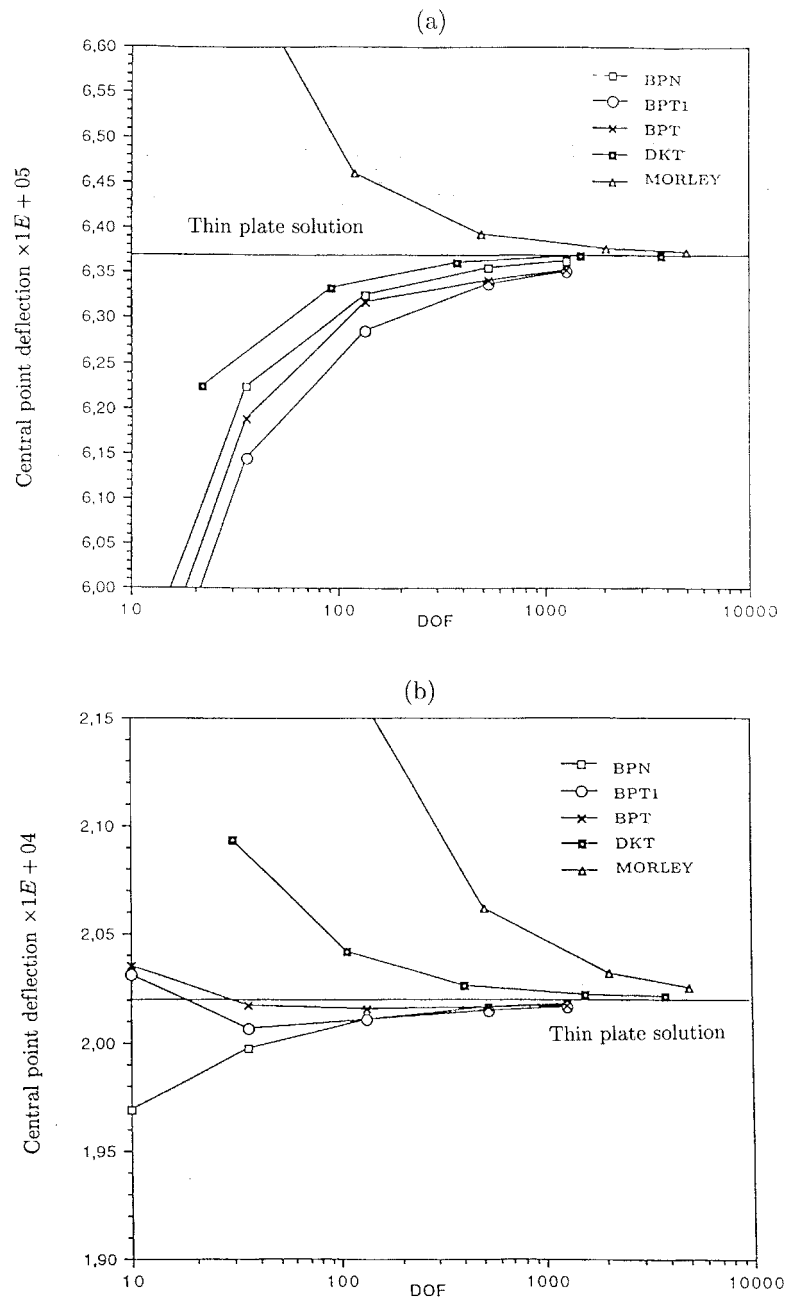 (a)
6,60
6,55
6,50
6,45
6,40
6,35
6,30
6,25
6,20
6,15
6,10
6,05
6,00
Central point deflection ×1E + 05
BPN
BPT1
BPT
DKT
MORLEY
Thin plate solution
10
100
1000
10000
DOF
(b)
2,15
2,10
2,05
2,00
1,95
1,90
Central point deflection ×1E + 04
BPN
BPT1
BPT
DKT
MORLEY
Thin plate solution
10
100
1000
10000
DOF